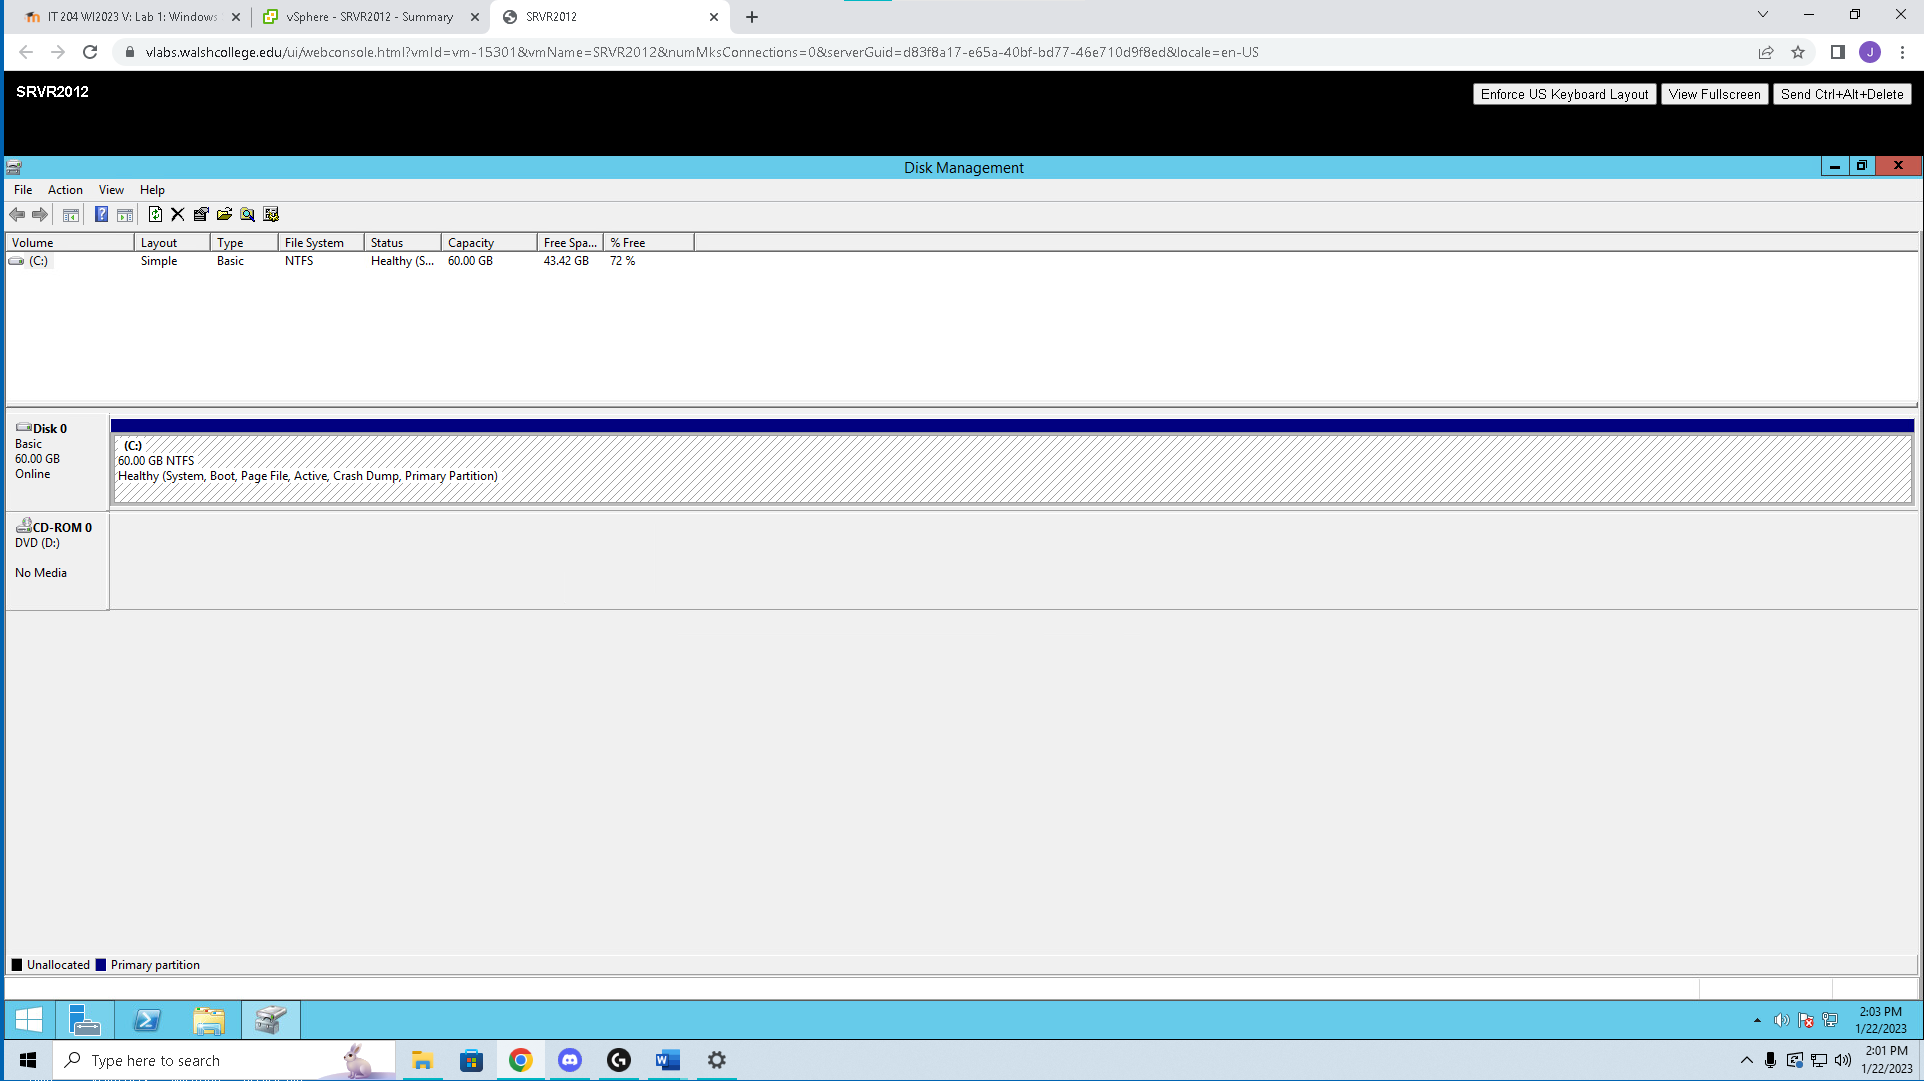 IT 204 WI2023 V: Lab 1: Windows
vSphere - SRVR2012 - Summary
SRVR2012
vlabs.walshcollege.edu/ui/webconsole.html?vmId=vm-15301&vmName=SRVR2012&numMksConnections=0&serverGuid=d83f8a17-e65a-40bf-bd77-46e710d9f8ed&locale=en-US
J
SRVR2012
Enforce US Keyboard Layout
View Fullscreen
Send Ctrl+Alt+Delete
Disk Management
File Action View Help
Volume Layout Type File System Status Capacity Free Spa... % Free
(C:) Simple Basic NTFS Healthy (S... 60.00 GB 43.42 GB 72 %
Disk 0
Basic
60.00 GB
Online
(C:)
60.00 GB NTFS
Healthy (System, Boot, Page File, Active, Crash Dump, Primary Partition)
CD-ROM 0
DVD (D:)
No Media
Unallocated Primary partition
2:03 PM
1/22/2023
Type here to search
2:01 PM
1/22/2023